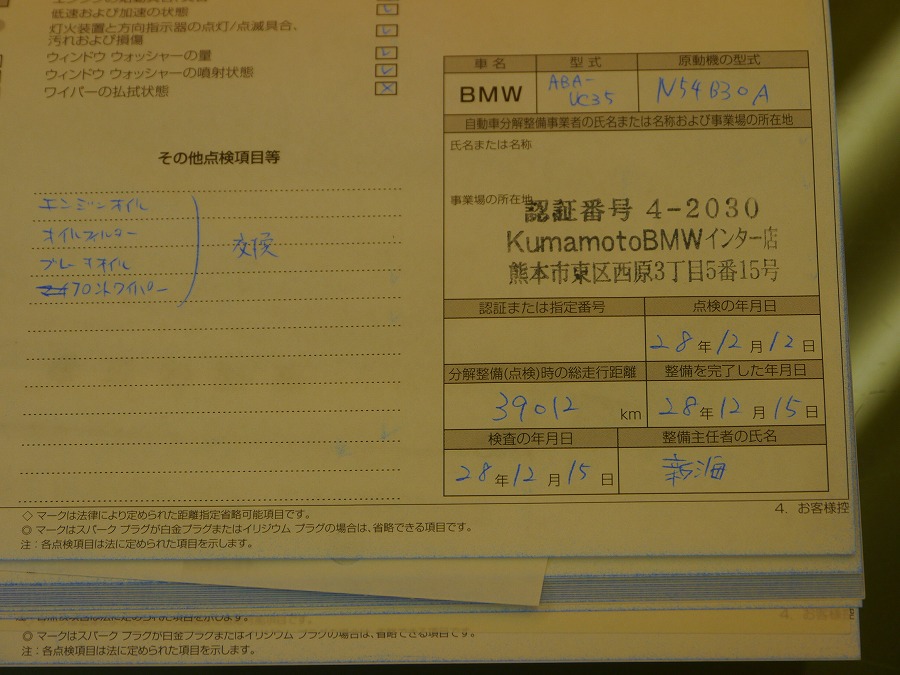 低速および加速の状態
灯火装置と方向指示器の点灯/点滅具合、
汚れおよび損傷
ウィンドウ ウォッシャーの量
ウィンドウ ウォッシャーの噴射状態
ワイパーの払拭状態
その他点検項目等
エンジンオイル
オイルフィルター
ブレーキオイル
フロントワイパー
交換
車名 型式 原動機の型式
BMW ABA-UC35 N54B30A
自動車分解整備事業者の氏名または名称および事業場の所在地
氏名または名称
事業場の所在地
認証番号 4-2030
KumamotoBMWインター店
熊本市東区西原3丁目5番15号
認証または指定番号 点検の年月日
28年12月12日
分解整備(点検)時の総走行距離 整備を完了した年月日
39012 km 28年12月15日
検査の年月日 整備主任者の氏名
28年12月15日 新海
◇ マークは法律により定められた距離指定省略可能項目です。
◎ マークはスパーク プラグが白金プラグまたはイリジウム プラグの場合は、省略できる項目です。
注：各点検項目は法に定められた項目を示します。
4. お客様控
4. お客様控
◎ マークはスパーク プラグが白金プラグまたはイリジウム プラグの場合は、省略できる項目です。
注：各点検項目は法に定められた項目を示します。